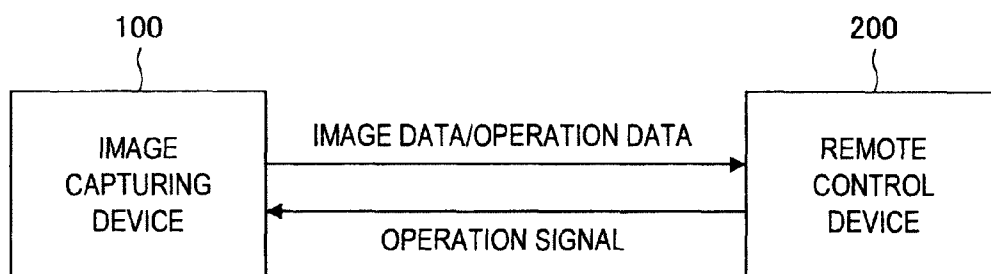 100
200
IMAGE
CAPTURING
DEVICE
IMAGE DATA/OPERATION DATA
OPERATION SIGNAL
REMOTE
CONTROL
DEVICE